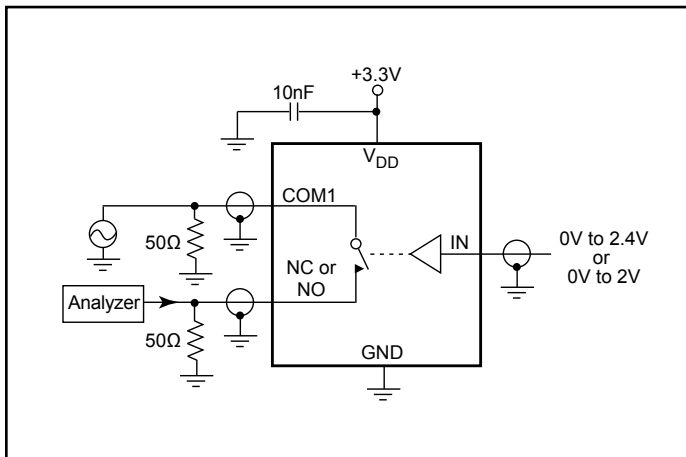 +3.3V
10nF
V_DD
COM1
50Ω
IN
0V to 2.4V
or
0V to 2V
NC or
NO
Analyzer
50Ω
GND